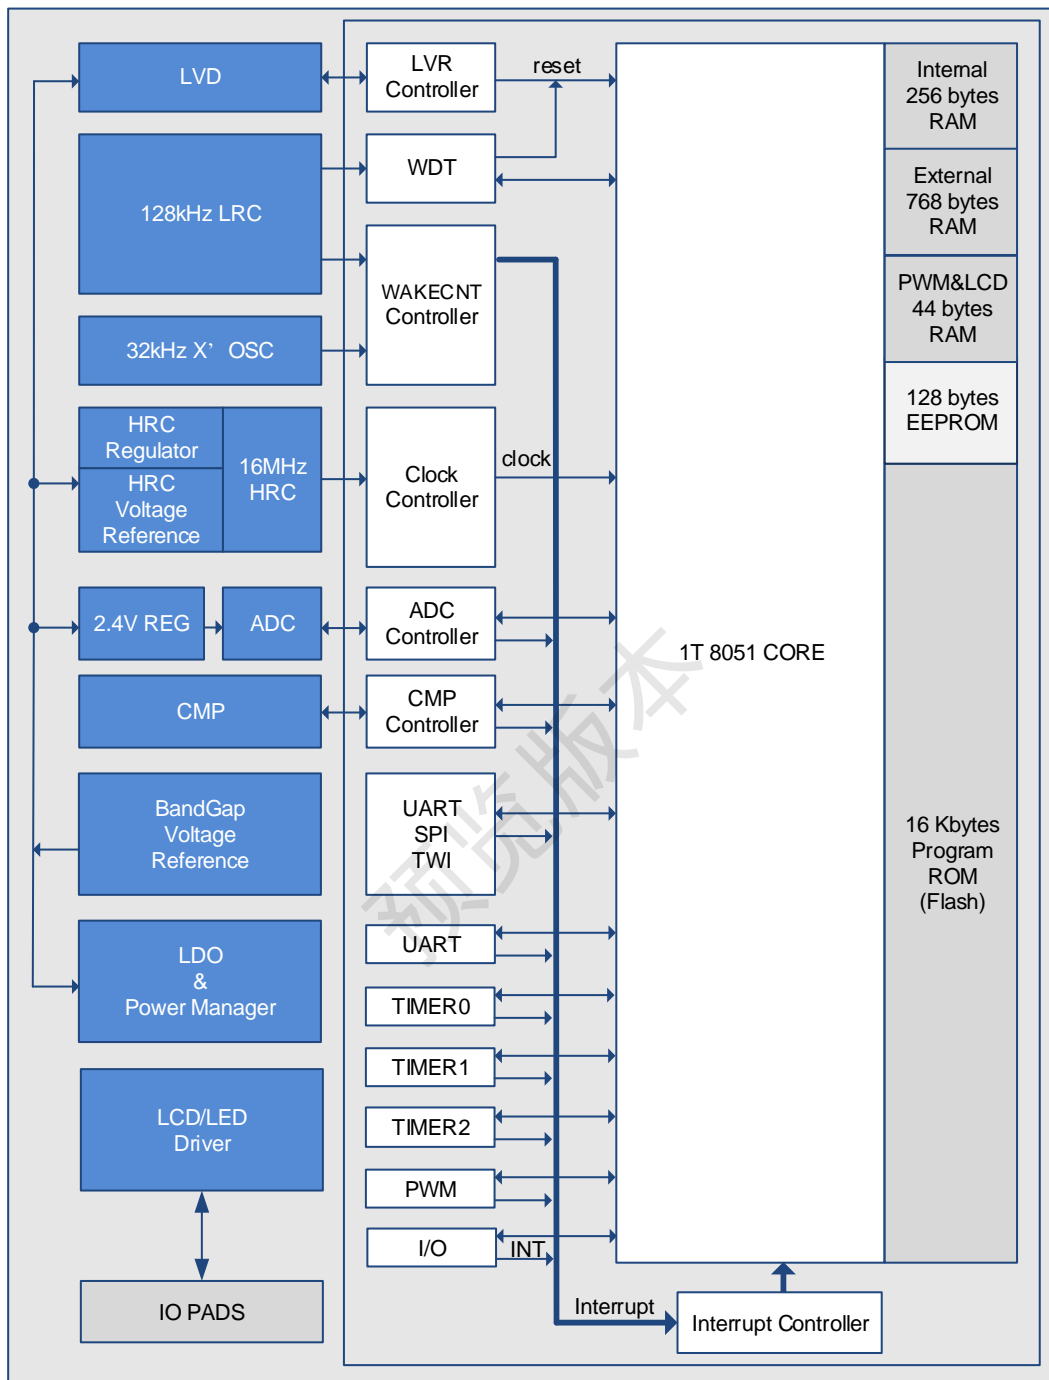 LVD
LVR
Controller
reset
Internal
256 bytes
RAM
128kHz LRC
WDT
External
768 bytes
RAM
WAKECNT
Controller
PWM&LCD
44 bytes
RAM
32kHz X’ OSC
128 bytes
EEPROM
HRC
Regulator
HRC
Voltage
Reference
16MHz
HRC
Clock
Controller
clock
2.4V REG
ADC
ADC
Controller
1T 8051 CORE
CMP
CMP
Controller
BandGap
Voltage
Reference
UART
SPI
TWI
16 Kbytes
Program
ROM
(Flash)
预览版本
UART
LDO
&
Power Manager
TIMER0
TIMER1
LCD/LED
Driver
TIMER2
PWM
I/O
INT
IO PADS
Interrupt
Interrupt Controller